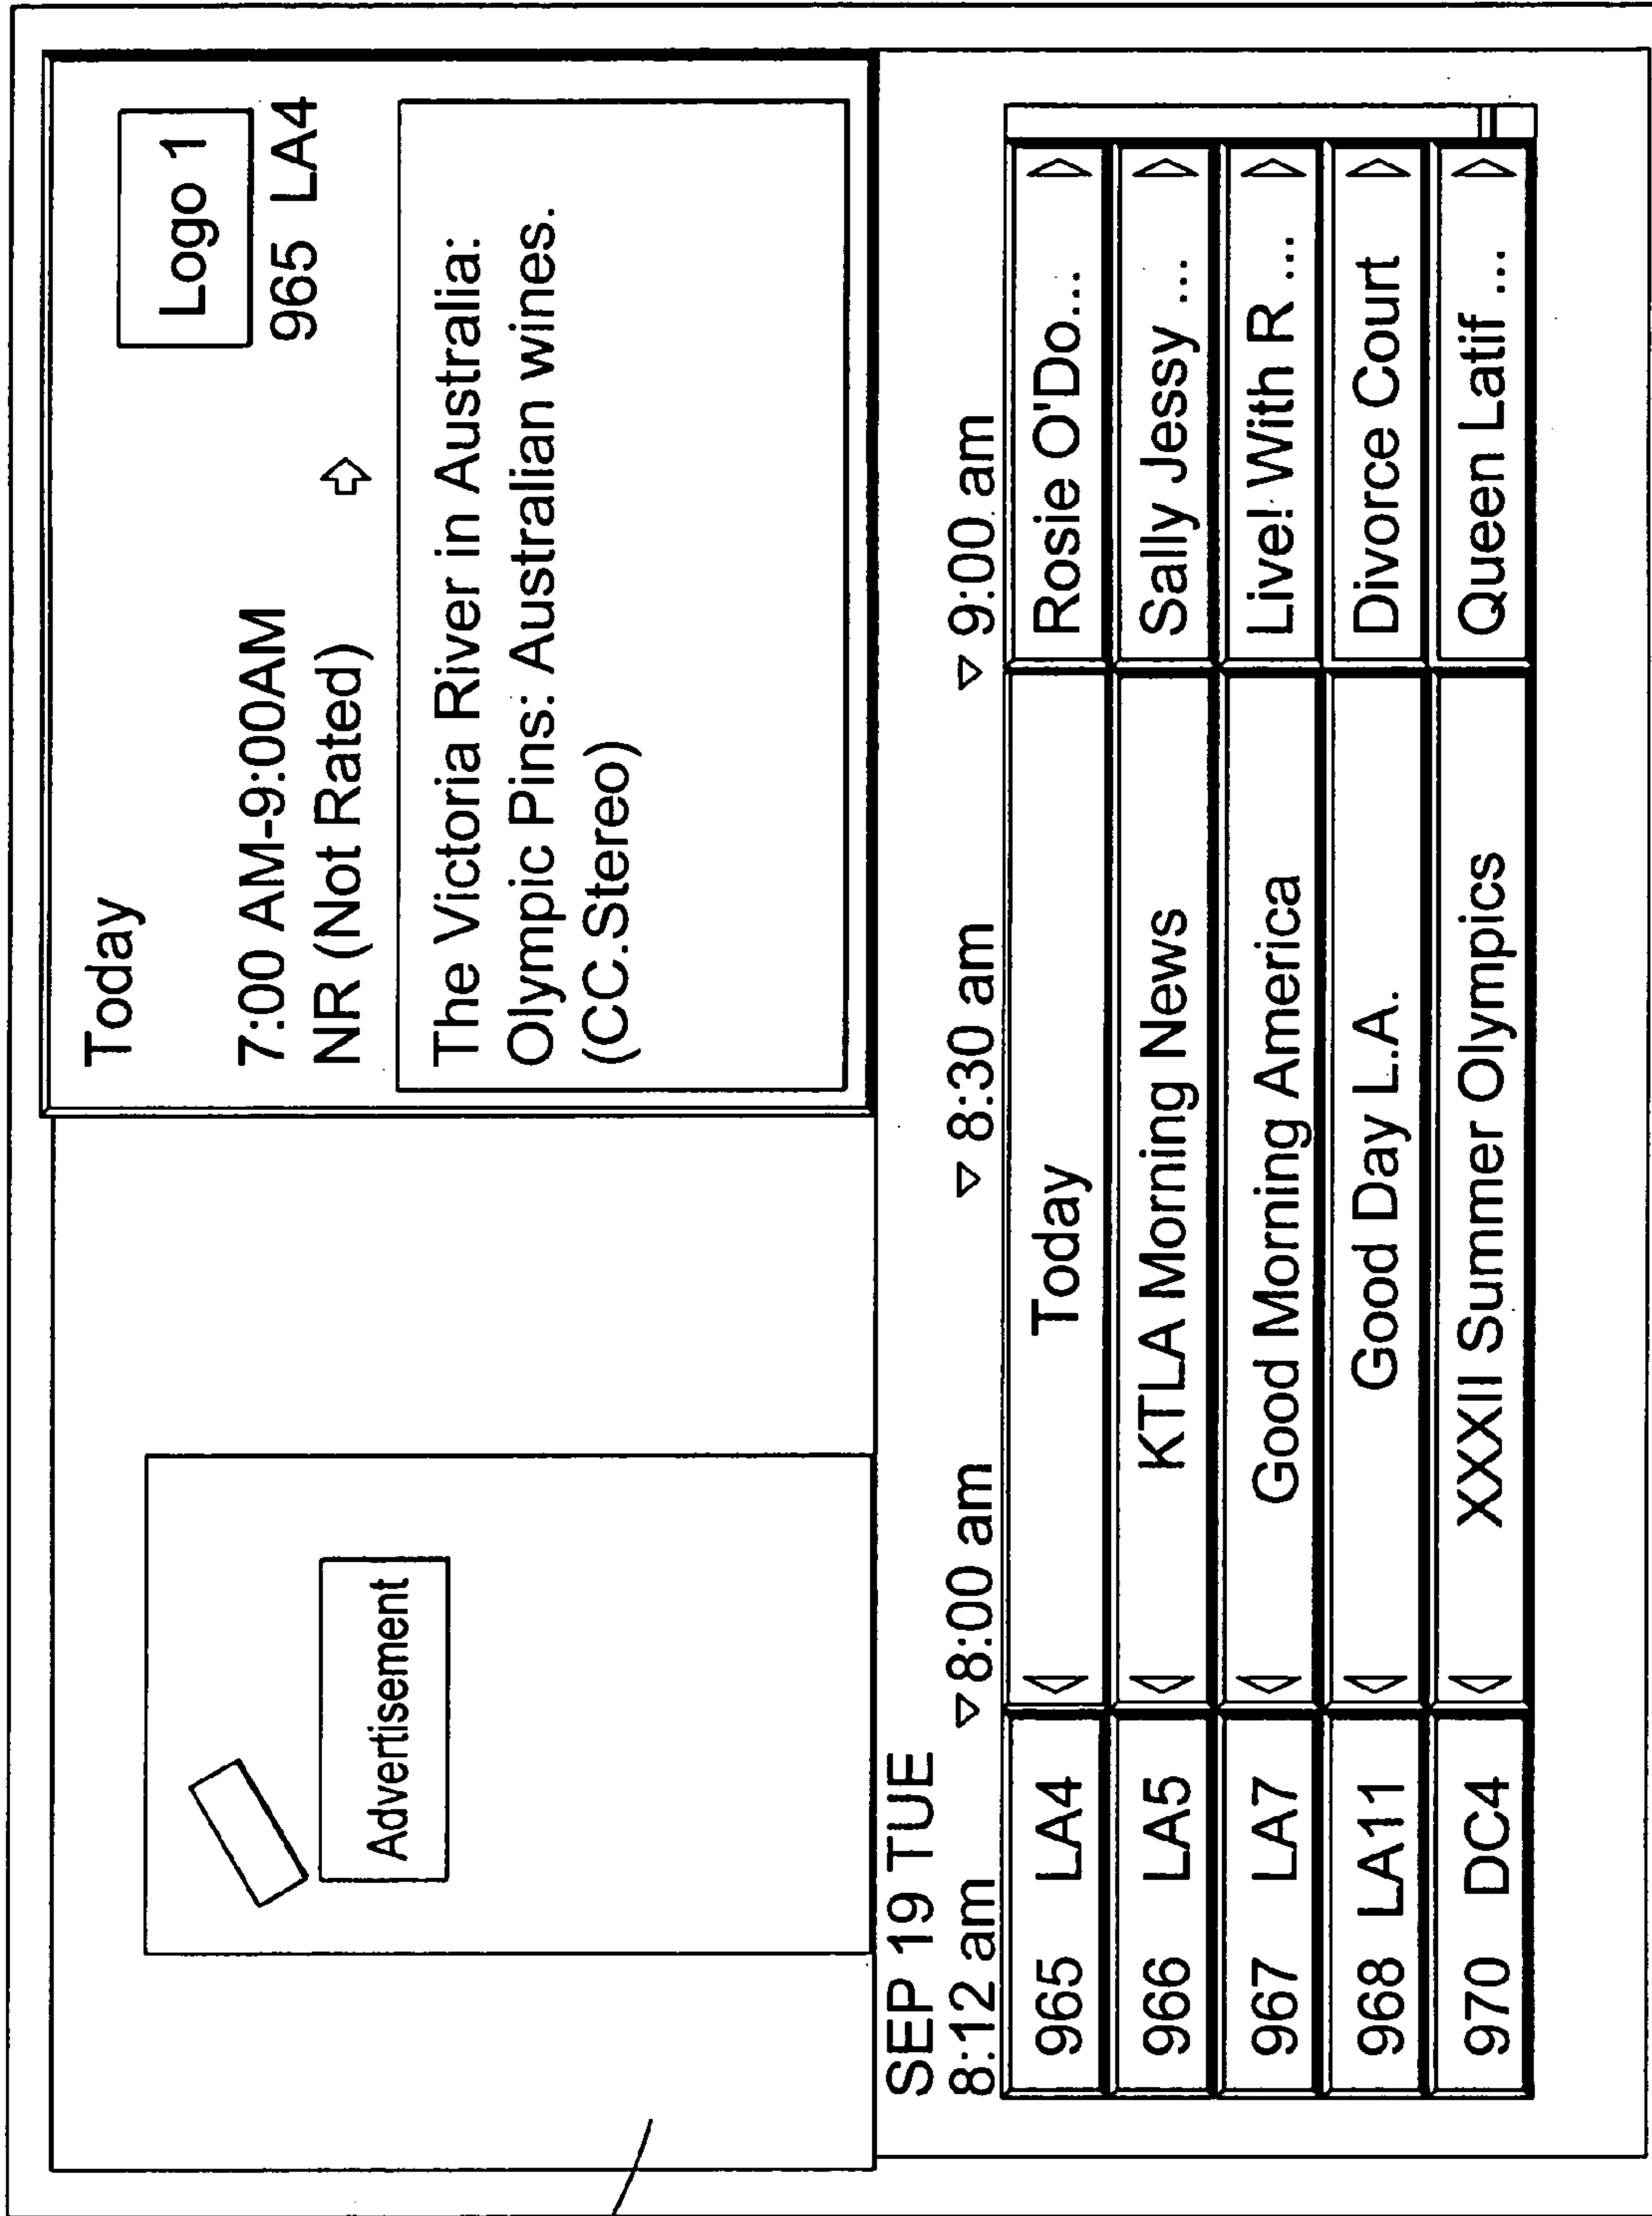 Advertisement
Today
Logo 1
7:00 AM-9:00AM
965 LA4
NR (Not Rated)
The Victoria River in Australia:
Olympic Pins: Australian wines.
(CC.Stereo)
SEP 19 TUE
8:12 am 8:00 am 8:30 am 9:00 am
965 LA4 Today Rosie O'Do...
966 LA5 KTLA Morning News Sally Jessy ...
967 LA7 Good Morning America Live! With R ...
968 LA11 Good Day L.A. Divorce Court
970 DC4 XXXII Summer Olympics Queen Latif ...